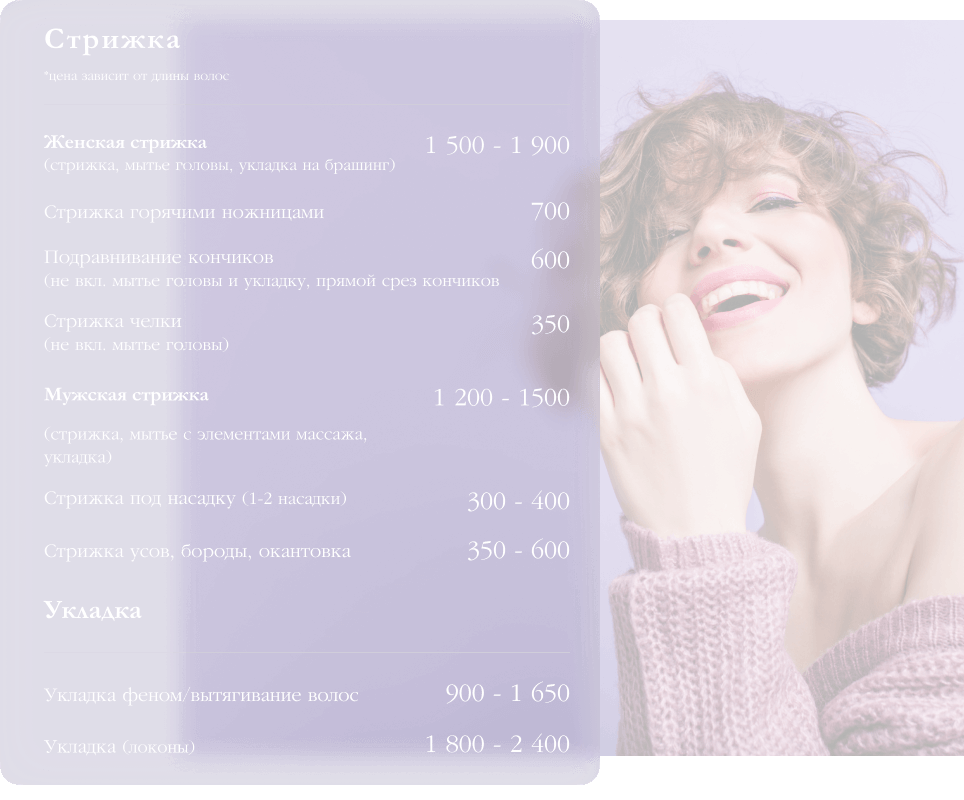 Стрижка
*цена зависит от длины волос
Женская стрижка 1 500 - 1 900
(стрижка, мытье головы, укладка на брашинг)
Стрижка горячими ножницами 700
Подравнивание кончиков 600
(не вкл. мытье головы и укладку, прямой срез кончиков
Стрижка челки 350
(не вкл. мытье головы)
Мужская стрижка 1 200 - 1500
(стрижка, мытье с элементами массажа,
укладка)
Стрижка под насадку (1-2 насадки) 300 - 400
Стрижка усов, бороды, окантовка 350 - 600
Укладка
Укладка феном/вытягивание волос 900 - 1 650
Укладка (локоны) 1 800 - 2 400